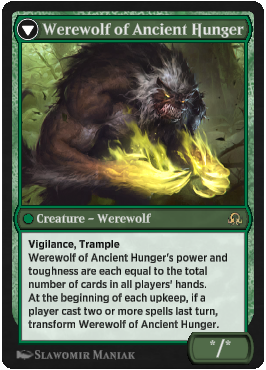 Werewolf of Ancient Hunger
Creature – Werewolf
Vigilance, Trample
Werewolf of Ancient Hunger's power and
toughness are each equal to the total
number of cards in all players' hands.
At the beginning of each upkeep, if a
player cast two or more spells last turn,
transform Werewolf of Ancient Hunger.
Slawomir Maniak
*/*